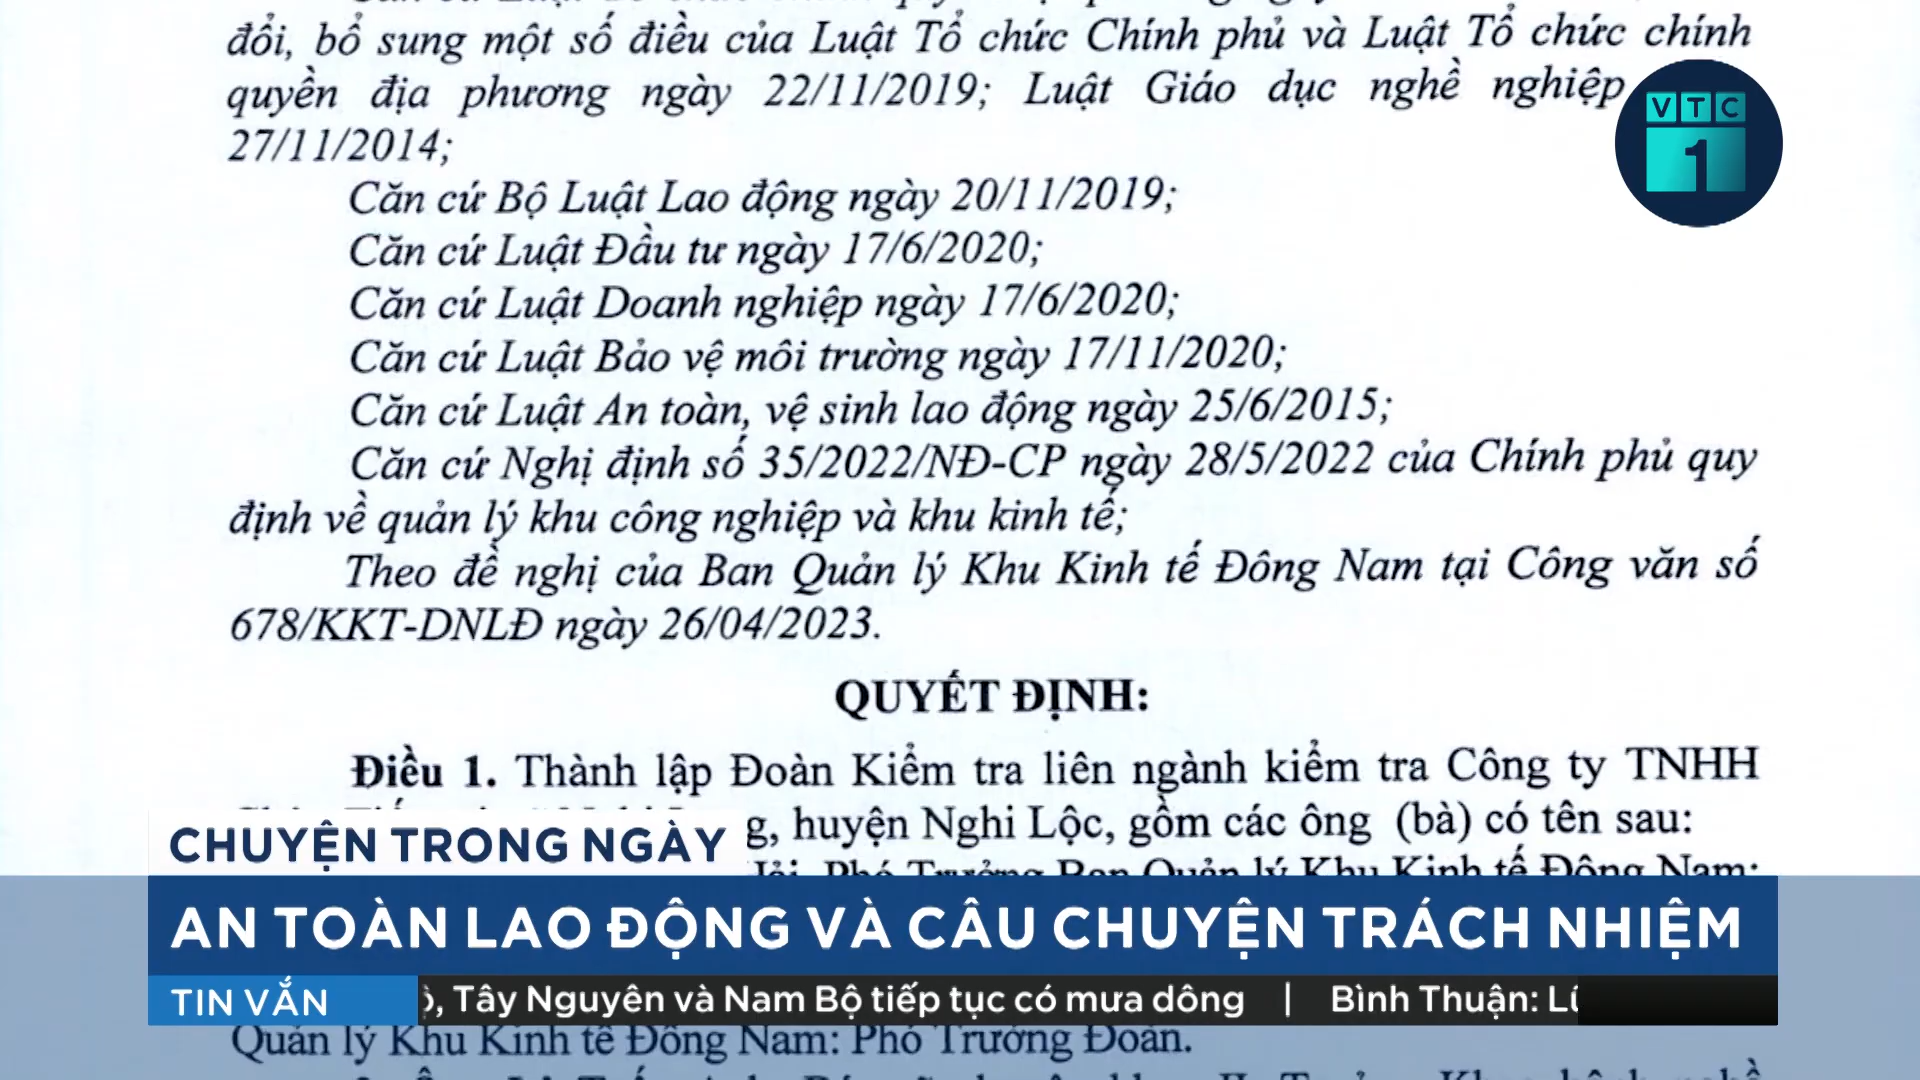 đổi, bổ sung một số điều của Luật Tổ chức Chính phủ và Luật Tổ chức chính
quyền địa phương ngày 22/11/2019; Luật Giáo dục nghề nghiệp
27/11/2014;
VTC
1
Căn cứ Bộ Luật Lao động ngày 20/11/2019;
Căn cứ Luật Đầu tư ngày 17/6/2020;
Căn cứ Luật Doanh nghiệp ngày 17/6/2020;
Căn cứ Luật Bảo vệ môi trường ngày 17/11/2020;
Căn cứ Luật An toàn, vệ sinh lao động ngày 25/6/2015;
Căn cứ Nghị định số 35/2022/NĐ-CP ngày 28/5/2022 của Chính phủ quy
định về quản lý khu công nghiệp và khu kinh tế;
Theo đề nghị của Ban Quản lý Khu Kinh tế Đông Nam tại Công văn số
678/KKT-DNLĐ ngày 26/04/2023.
QUYẾT ĐỊNH:
Điều 1. Thành lập Đoàn Kiểm tra liên ngành kiểm tra Công ty TNHH
huyện Nghi Lộc, gồm các ông (bà) có tên sau:
Phó Trưởng Ban Quản lý Khu Kinh tế Đông Nam:
CHUYỆN TRONG NGÀY
AN TOÀN LAO ĐỘNG VÀ CÂU CHUYỆN TRÁCH NHIỆM
TIN VẮN
, Tây Nguyên và Nam Bộ tiếp tục có mưa dông | Bình Thuận:
Quản lý Khu Kinh tế Đông Nam: Phó Trưởng Đoàn.